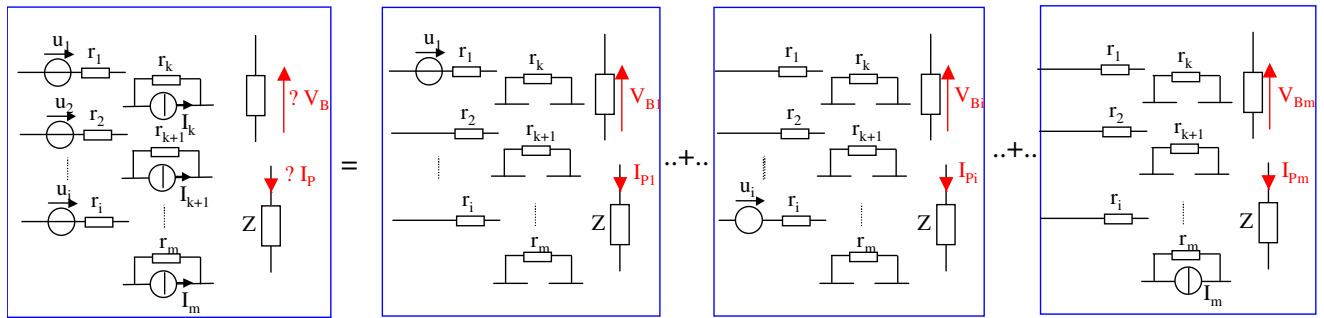 u1 r1
rk
? VB
Ik
u2 r2
rk+1
? IP
Ik+1
ui ri
Z
rm
Im
=
u1 r1
rk
VB1
r2
rk+1
IP1
ri
Z
rm
..+..
r1
rk
VBi
r2
rk+1
IPi
ui ri
Z
rm
..+..
r1
rk
VBm
r2
rk+1
IPm
ri
Z
rm
Im